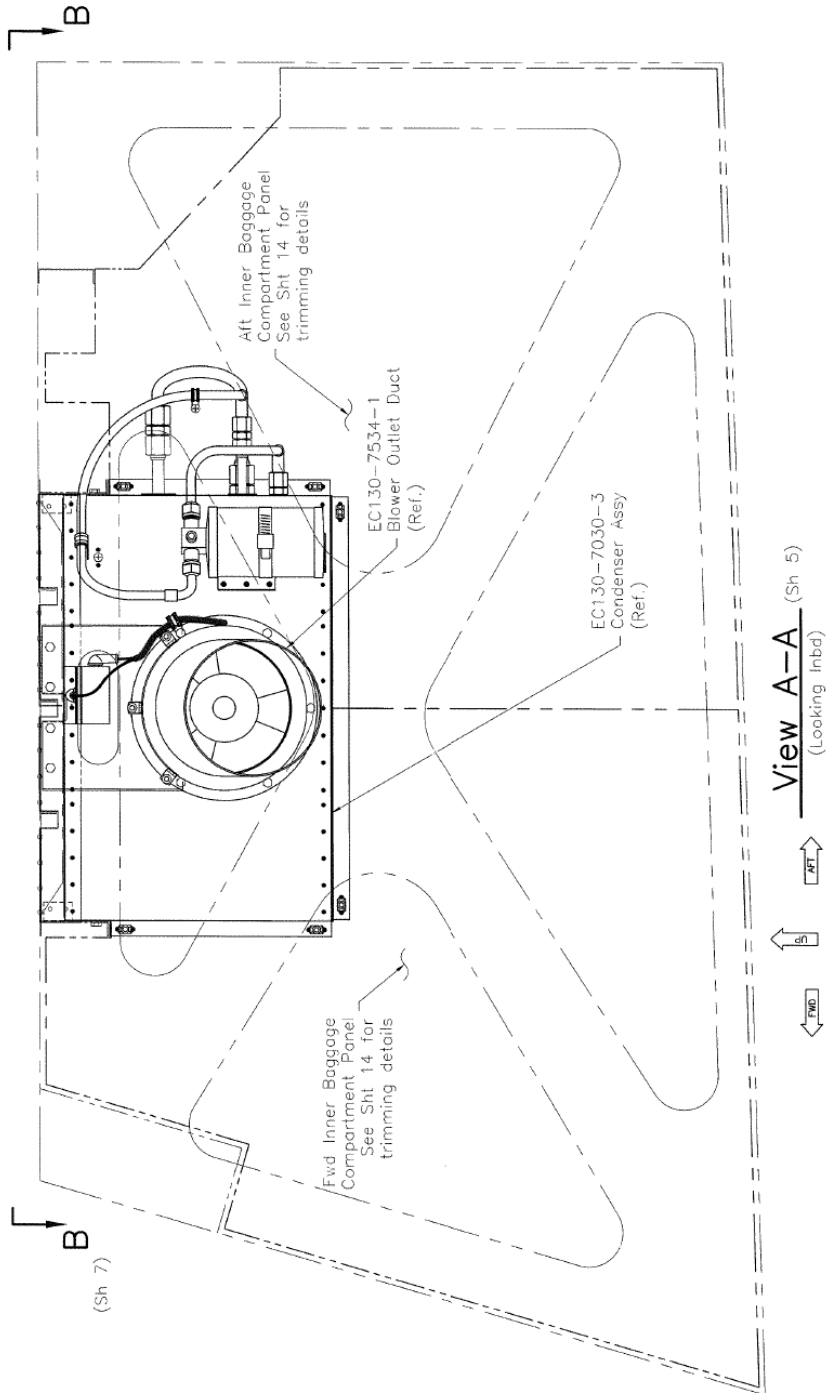 B
B
(Sh 7)
Aft Inner Baggage
Compartment Panel
See Sht 14 for
trimming details
EC130-7534-1
Blower Outlet Duct
(Ref.)
EC130-7030-3
Condenser Assy
(Ref.)
Fwd Inner Baggage
Compartment Panel
See Sht 14 for
trimming details
View A-A (Sh 5)
(Looking Inbd)
FWD
UP
AFT